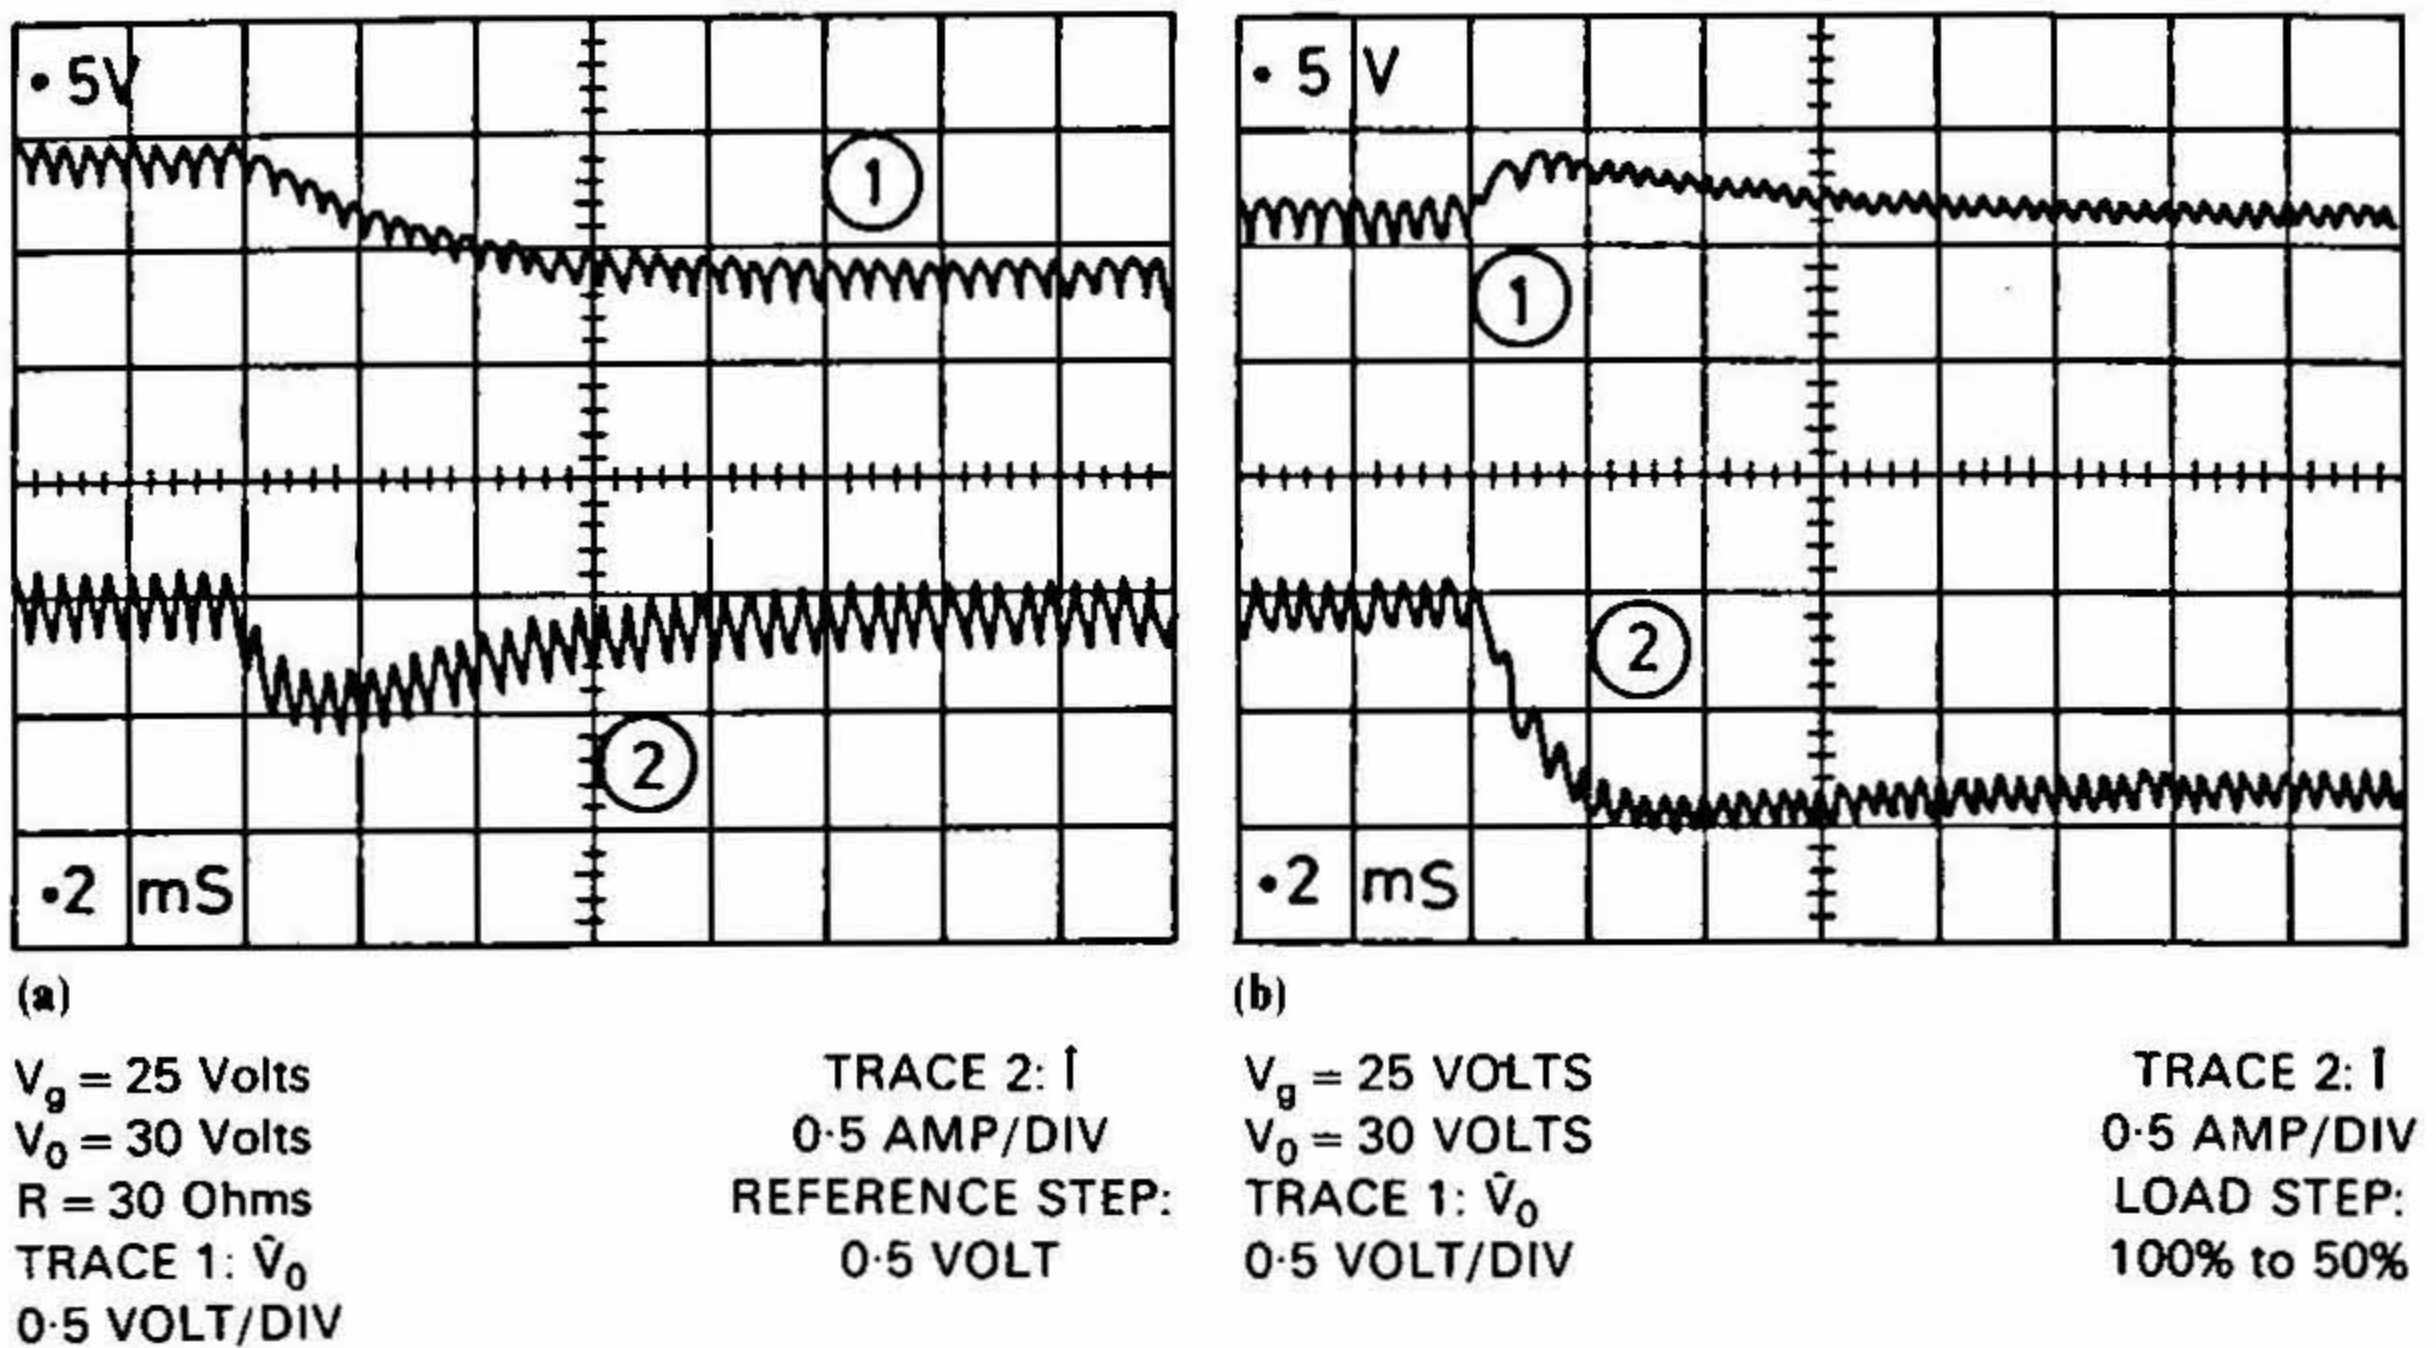 ·5V
1
2
·2 mS
(a)
V_g = 25 Volts
V_0 = 30 Volts
R = 30 Ohms
TRACE 1: V̂_0
0·5 VOLT/DIV
TRACE 2: Î
0·5 AMP/DIV
REFERENCE STEP:
0·5 VOLT
·5 V
1
2
·2 mS
(b)
V_g = 25 VOLTS
V_0 = 30 VOLTS
TRACE 1: V̂_0
0·5 VOLT/DIV
TRACE 2: Î
0·5 AMP/DIV
LOAD STEP:
100% to 50%